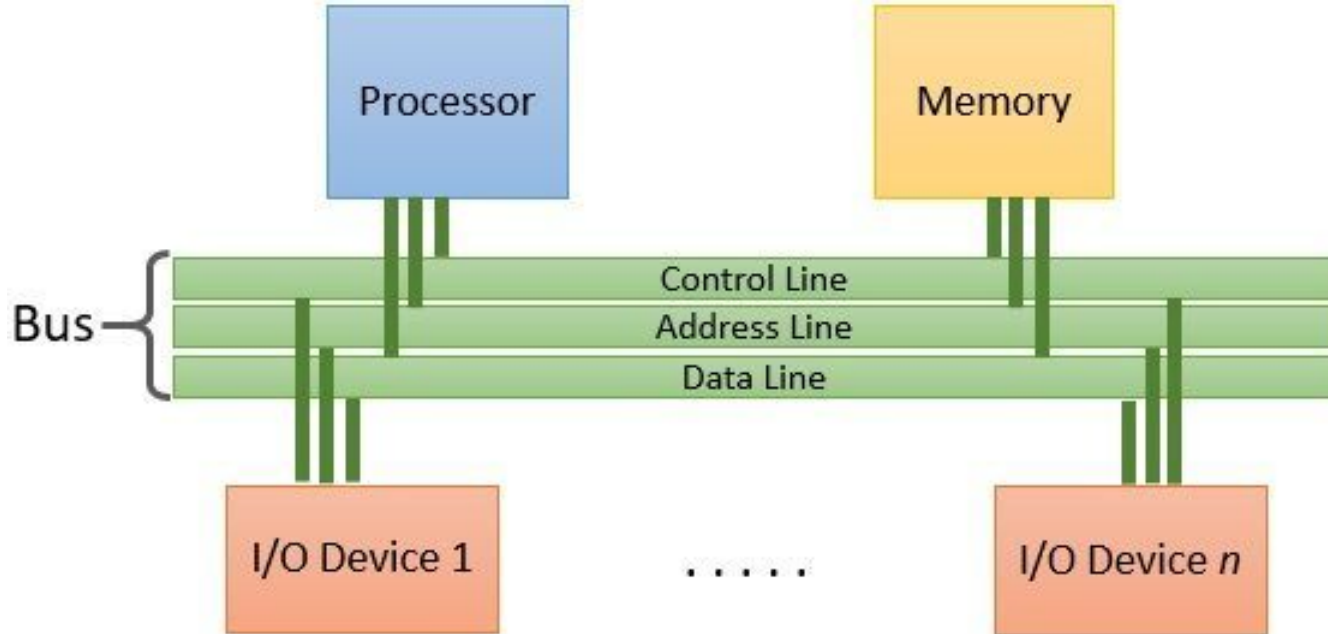 Processor
Memory
Control Line
Bus
Address Line
Data Line
I/O Device 1
. . . . .
I/O Device n